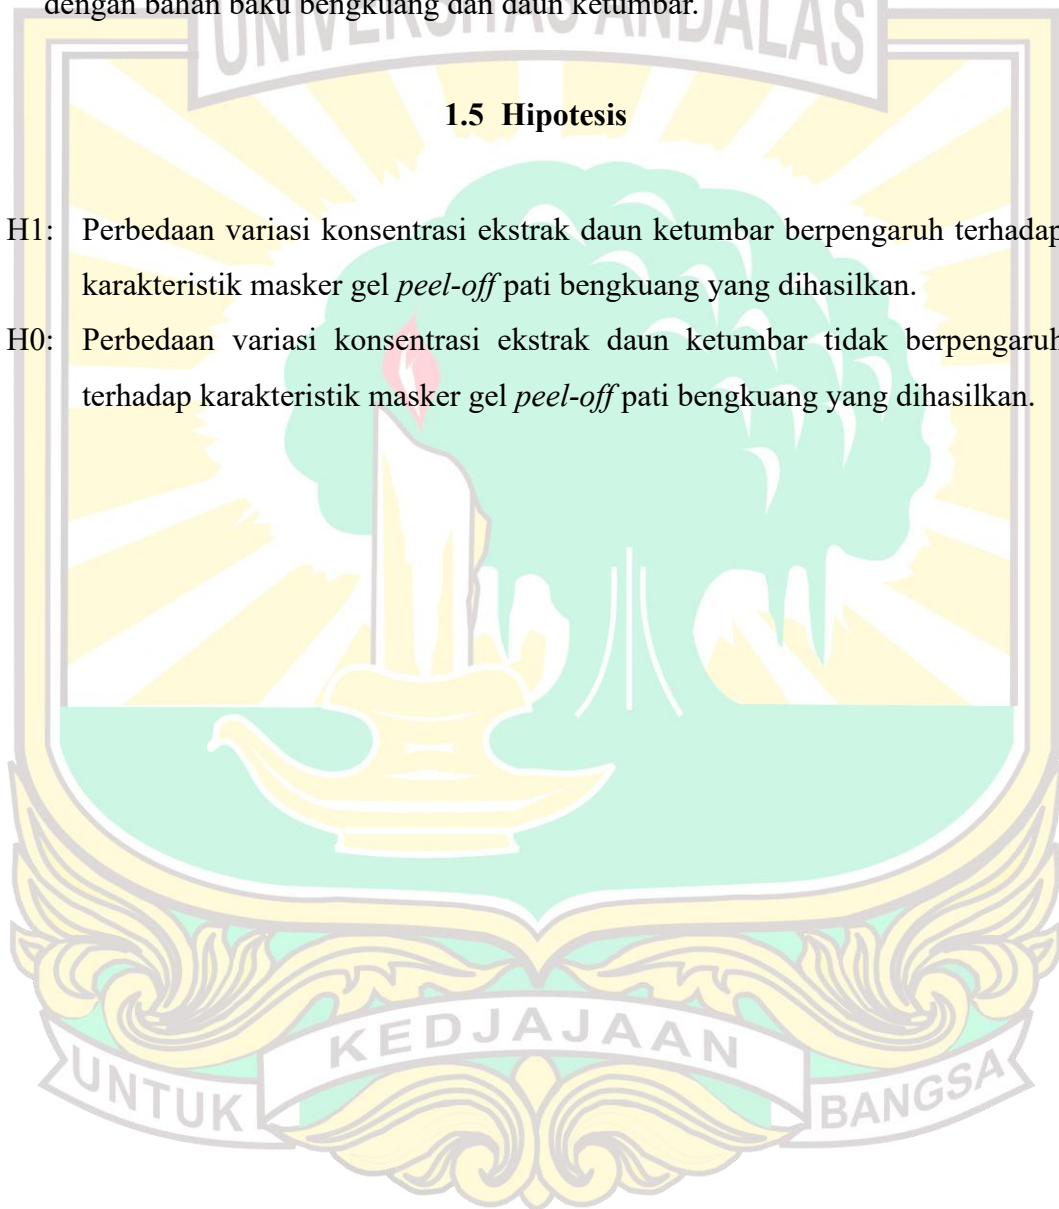 dengan bahan baku bengkuang dan daun ketumbar.
UNIVERSITAS ANDALAS
1.5 Hipotesis
H1: Perbedaan variasi konsentrasi ekstrak daun ketumbar berpengaruh terhadap
karakteristik masker gel peel-off pati bengkuang yang dihasilkan.
H0: Perbedaan variasi konsentrasi ekstrak daun ketumbar tidak berpengaruh
terhadap karakteristik masker gel peel-off pati bengkuang yang dihasilkan.
UNTUK KEDJAJAAN BANGSA